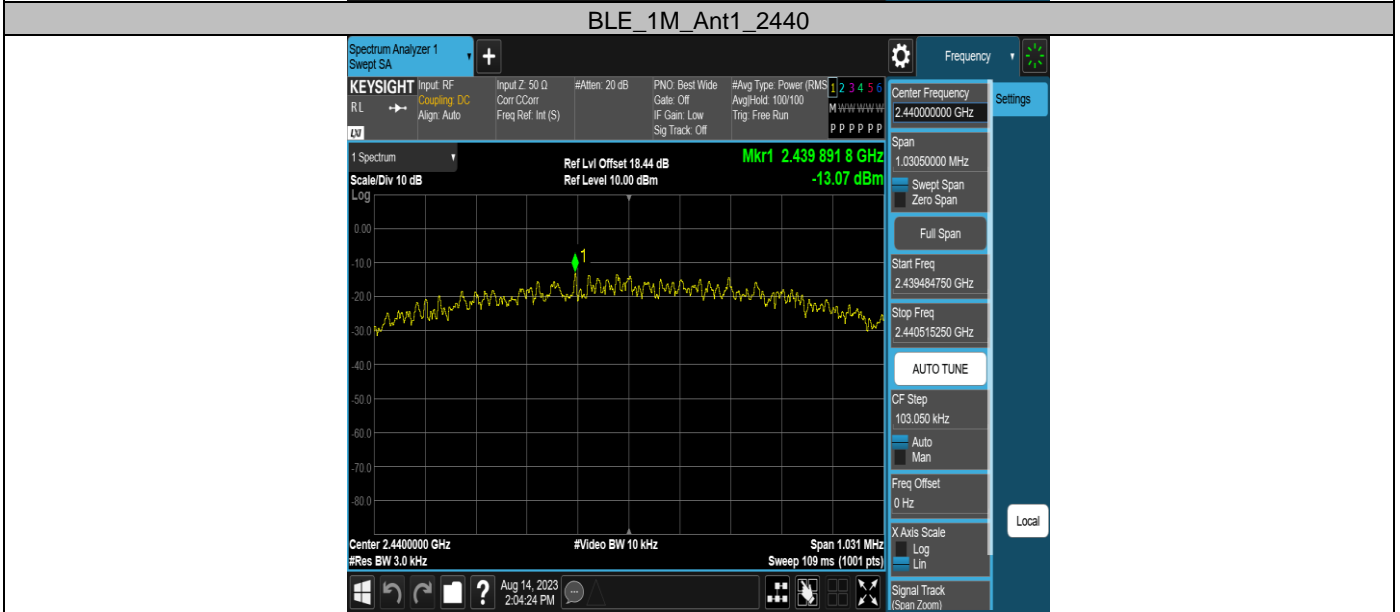 BLE_1M_Ant1_2440
Spectrum Analyzer 1
Swept SA
+
Frequency
KEYSIGHT
RL
LXI
Input: RF
Coupling: DC
Align: Auto
Input Z: 50 Ω
Corr CCorr
Freq Ref: Int (S)
#Atten: 20 dB
PNO: Best Wide
Gate: Off
IF Gain: Low
Sig Track: Off
#Avg Type: Power (RMS
Avg|Hold: 100/100
Trig: Free Run
1 2 3 4 5 6
M W W W W W
P P P P P P
1 Spectrum
Scale/Div 10 dB
Log
Ref Lvl Offset 18.44 dB
Ref Level 10.00 dBm
Mkr1 2.439 891 8 GHz
-13.07 dBm
0.00
-10.0
-20.0
-30.0
-40.0
-50.0
-60.0
-70.0
-80.0
1
Center 2.4400000 GHz
#Res BW 3.0 kHz
#Video BW 10 kHz
Span 1.031 MHz
Sweep 109 ms (1001 pts)
?
Aug 14, 2023
2:04:24 PM
Center Frequency
2.440000000 GHz
Span
1.03050000 MHz
Swept Span
Zero Span
Full Span
Start Freq
2.439484750 GHz
Stop Freq
2.440515250 GHz
AUTO TUNE
CF Step
103.050 kHz
Auto
Man
Freq Offset
0 Hz
X Axis Scale
Log
Lin
Signal Track
(Span Zoom)
Settings
Local